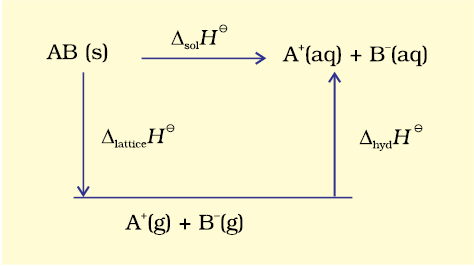 AB (s) ΔsolH⊖ A⁺(aq) + B⁻(aq)
ΔlatticeH⊖ ΔhydH⊖
A⁺(g) + B⁻(g)